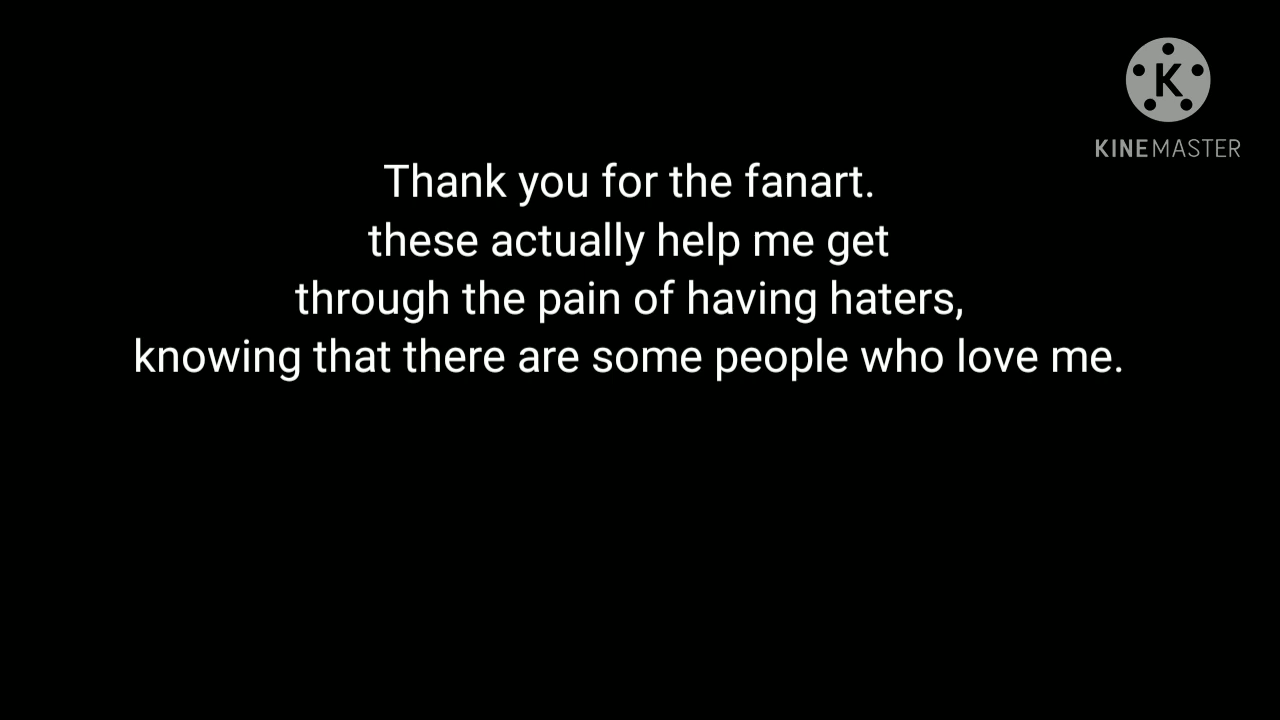 K
KINEMASTER
Thank you for the fanart.
these actually help me get
through the pain of having haters,
knowing that there are some people who love me.